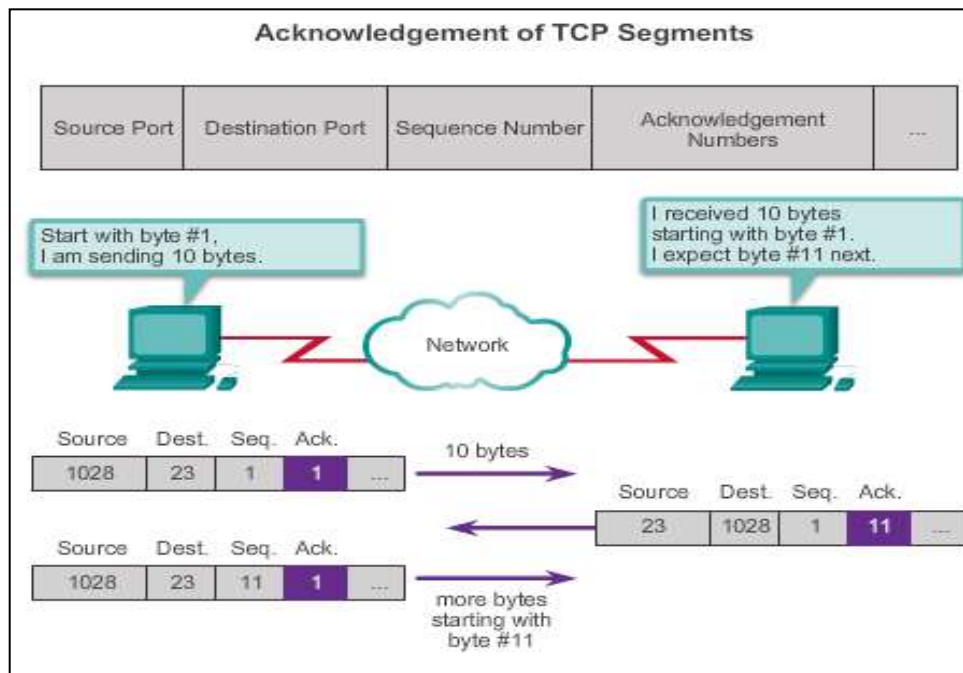 Acknowledgement of TCP Segments
Source Port Destination Port Sequence Number Acknowledgement Numbers ...
Start with byte #1,
I am sending 10 bytes.
I received 10 bytes
starting with byte #1.
I expect byte #11 next.
Network
Source Dest. Seq. Ack.
1028 23 1 1 ...
10 bytes
Source Dest. Seq. Ack.
23 1028 1 11 ...
Source Dest. Seq. Ack.
1028 23 11 1 ...
more bytes
starting with
byte #11